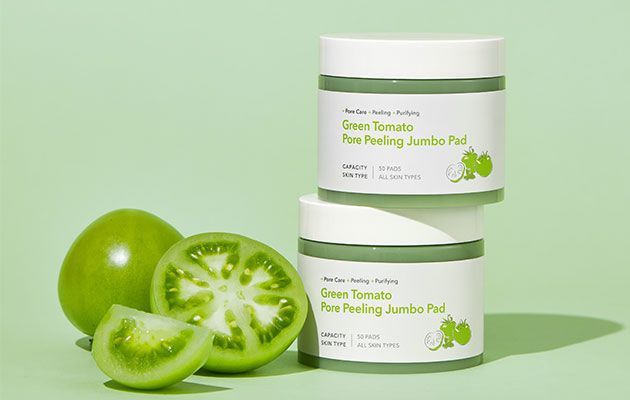 + Pore Care + Peeling + Purifying
Green Tomato
Pore Peeling Jumbo Pad
CAPACITY | 50 PADS
SKIN TYPE | ALL SKIN TYPES
+ Pore Care + Peeling + Purifying
Green Tomato
Pore Peeling Jumbo Pad
CAPACITY | 50 PADS
SKIN TYPE | ALL SKIN TYPES